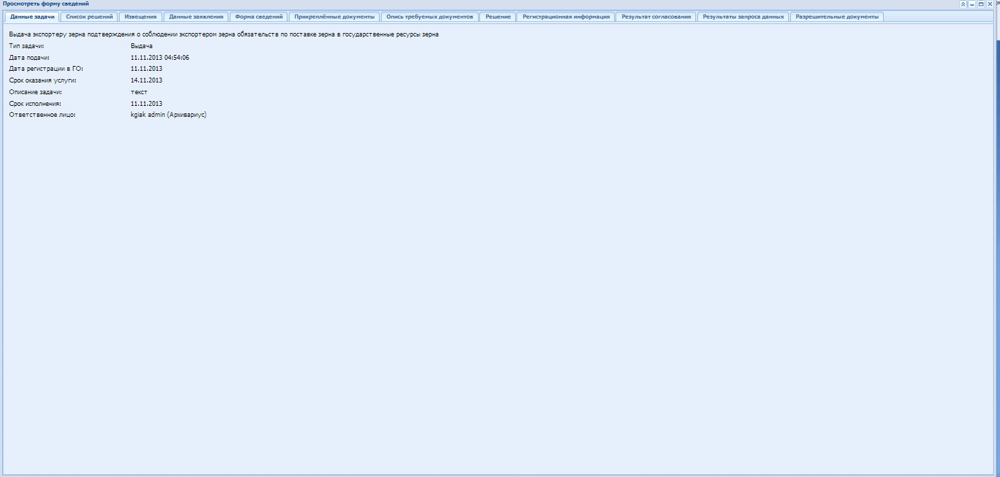 Просмотреть форму сведений
Данные задачи Список решений Извещения Данные заявления Форма сведений Прикреплённые документы Опись требуемых документов Решение Регистрационная информация Результат согласования Результаты запроса данных Разрешительные документы
Выдача экспортеру зерна подтверждения о соблюдении экспортером зерна обязательств по поставке зерна в государственные ресурсы зерна
Тип задачи: Выдача
Дата подачи: 11.11.2013 04:54:06
Дата регистрации в ГО: 11.11.2013
Срок оказания услуги: 14.11.2013
Описание задачи: текст
Срок исполнения: 11.11.2013
Ответственное лицо: kgiak admin (Архивариус)